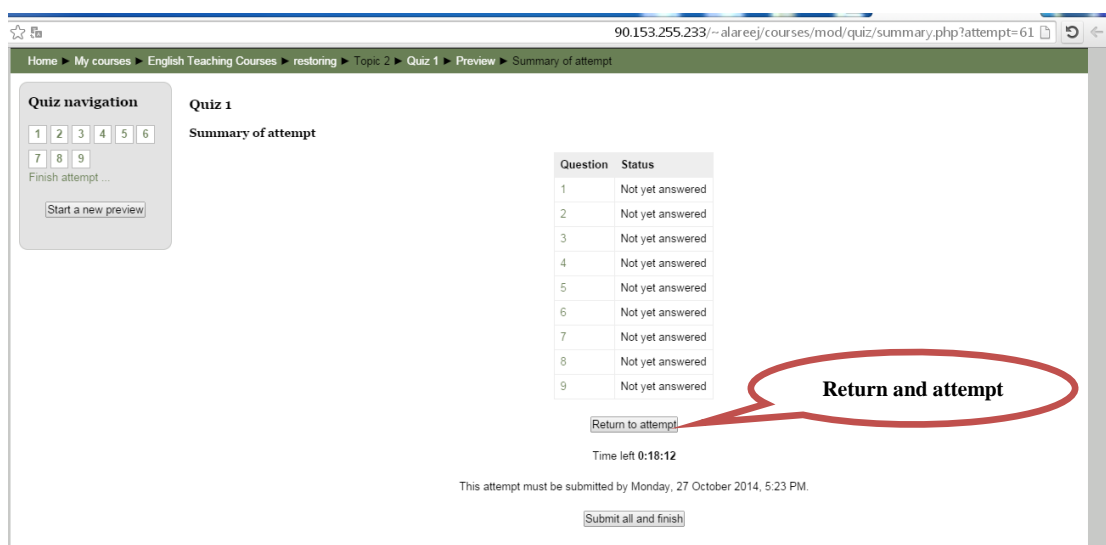 90.153.255.233/~alareej/courses/mod/quiz/summary.php?attempt=61
Home ► My courses ► English Teaching Courses ► restoring ► Topic 2 ► Quiz 1 ► Preview ► Summary of attempt
Quiz navigation
1 2 3 4 5 6
7 8 9
Finish attempt ...
Start a new preview
Quiz 1
Summary of attempt
Question Status
1 Not yet answered
2 Not yet answered
3 Not yet answered
4 Not yet answered
5 Not yet answered
6 Not yet answered
7 Not yet answered
8 Not yet answered
9 Not yet answered
Return and attempt
Return to attempt
Time left 0:18:12
This attempt must be submitted by Monday, 27 October 2014, 5:23 PM.
Submit all and finish